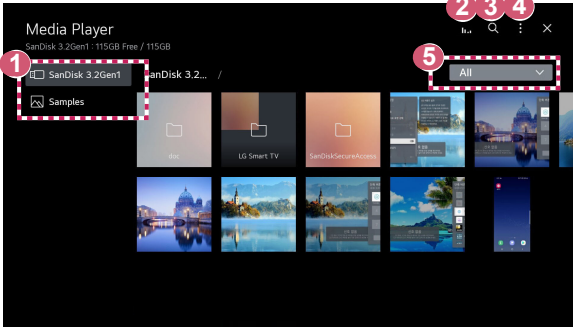 2 3 4
Media Player
SanDisk 3.2Gen1 : 115GB Free / 115GB
5
1
SanDisk 3.2Gen1
SanDisk 3.2... /
All
Samples
doc
LG Smart TV
SanDiskSecureAccess